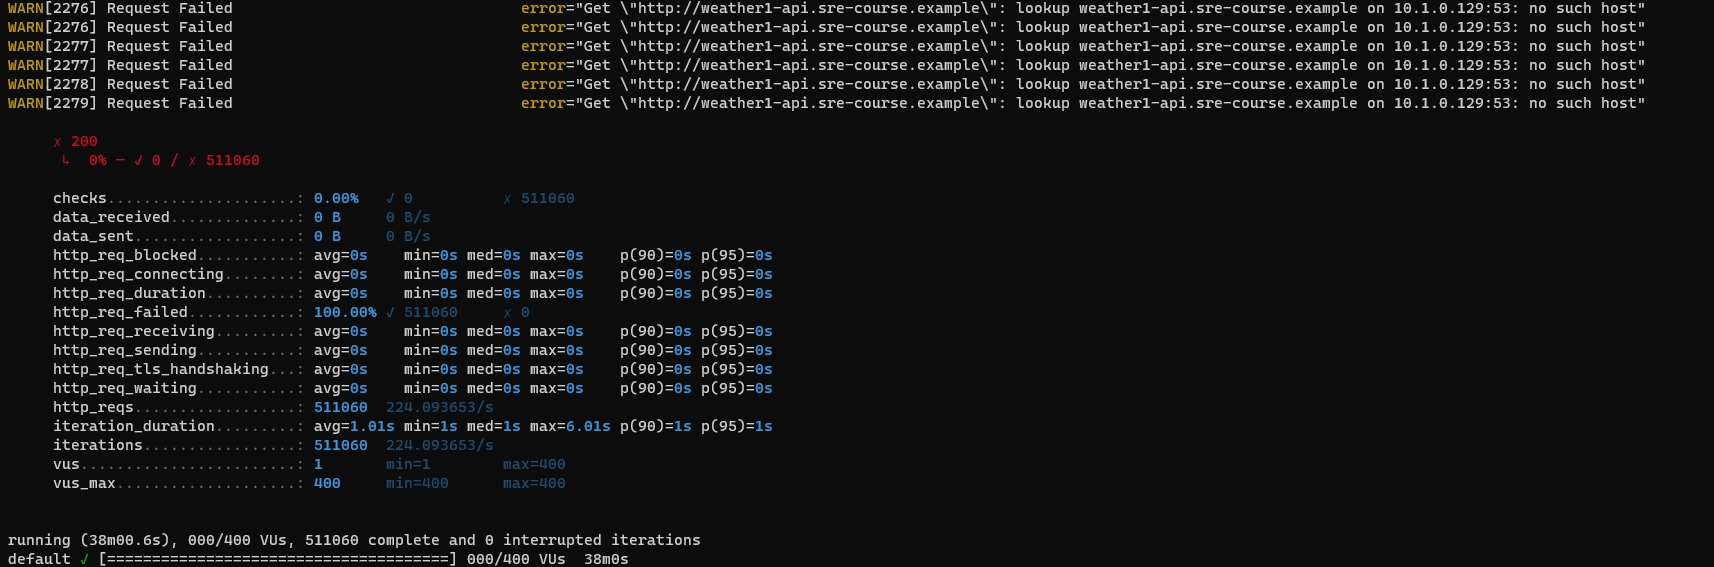 WARN[2276] Request Failed                                error="Get \"http://weather1-api.sre-course.example\": lookup weather1-api.sre-course.example on 10.1.0.129:53: no such host"
WARN[2276] Request Failed                                error="Get \"http://weather1-api.sre-course.example\": lookup weather1-api.sre-course.example on 10.1.0.129:53: no such host"
WARN[2277] Request Failed                                error="Get \"http://weather1-api.sre-course.example\": lookup weather1-api.sre-course.example on 10.1.0.129:53: no such host"
WARN[2277] Request Failed                                error="Get \"http://weather1-api.sre-course.example\": lookup weather1-api.sre-course.example on 10.1.0.129:53: no such host"
WARN[2278] Request Failed                                error="Get \"http://weather1-api.sre-course.example\": lookup weather1-api.sre-course.example on 10.1.0.129:53: no such host"
WARN[2279] Request Failed                                error="Get \"http://weather1-api.sre-course.example\": lookup weather1-api.sre-course.example on 10.1.0.129:53: no such host"
✗ 200
↳  0% — ✓ 0 / ✗ 511060
checks.....................: 0.00%   ✓ 0          ✗ 511060
data_received..............: 0 B     0 B/s
data_sent..................: 0 B     0 B/s
http_req_blocked...........: avg=0s    min=0s med=0s max=0s    p(90)=0s p(95)=0s
http_req_connecting........: avg=0s    min=0s med=0s max=0s    p(90)=0s p(95)=0s
http_req_duration..........: avg=0s    min=0s med=0s max=0s    p(90)=0s p(95)=0s
http_req_failed............: 100.00% ✓ 511060     ✗ 0
http_req_receiving.........: avg=0s    min=0s med=0s max=0s    p(90)=0s p(95)=0s
http_req_sending...........: avg=0s    min=0s med=0s max=0s    p(90)=0s p(95)=0s
http_req_tls_handshaking...: avg=0s    min=0s med=0s max=0s    p(90)=0s p(95)=0s
http_req_waiting...........: avg=0s    min=0s med=0s max=0s    p(90)=0s p(95)=0s
http_reqs..................: 511060  224.093653/s
iteration_duration.........: avg=1.01s min=1s med=1s max=6.01s p(90)=1s p(95)=1s
iterations.................: 511060  224.093653/s
vus........................: 1       min=1        max=400
vus_max....................: 400     min=400      max=400
running (38m00.6s), 000/400 VUs, 511060 complete and 0 interrupted iterations
default ✓ [======================================] 000/400 VUs  38m0s